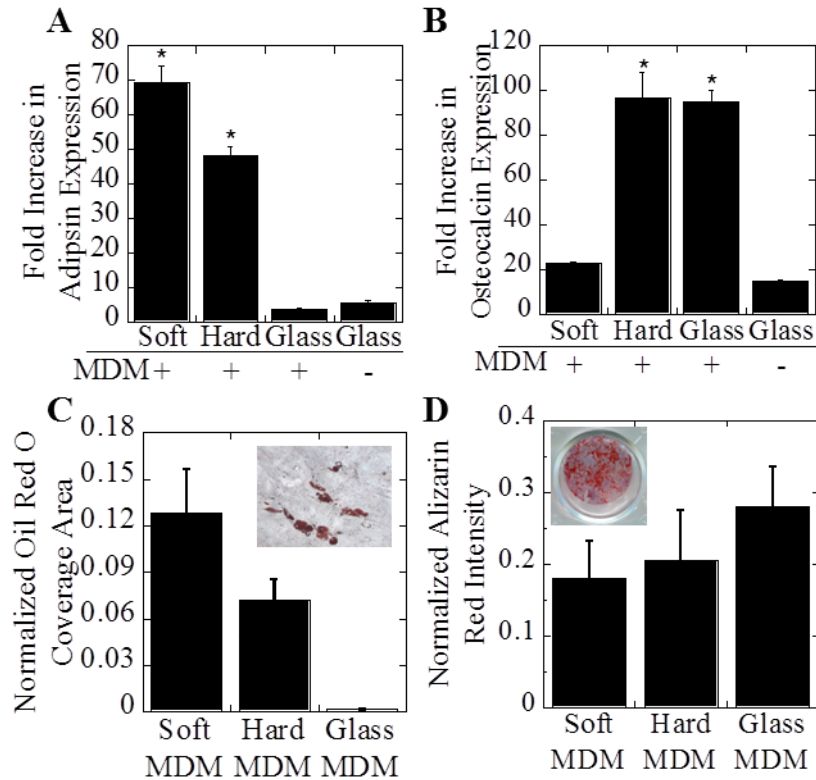 A
Fold Increase in
Adipsin Expression
80
70
60
50
40
30
20
10
0
*
*
Soft Hard Glass Glass
MDM + + + -
B
Fold Increase in
Osteocalcin Expression
120
100
80
60
40
20
0
*
*
Soft Hard Glass Glass
MDM + + + -
C
Normalized Oil Red O
Coverage Area
0.18
0.12
0.09
0.06
0.03
0
Soft Hard Glass
MDM MDM MDM
D
Normalized Alizarin
Red Intensity
0.4
0.3
0.2
0.1
0
Soft Hard Glass
MDM MDM MDM